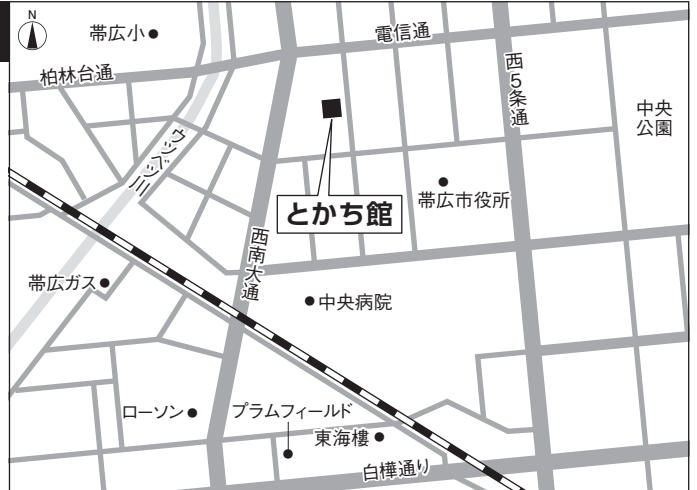 N
帯広小
電信通
柏林台通
西5条通
中央
公園
ウツベツ川
帯広市役所
とかち館
西南大通
帯広ガス
中央病院
ローソン
プラムフィールド
東海樓
白樺通り